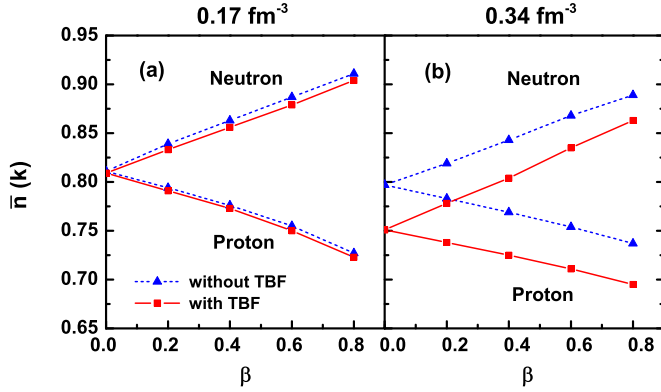 0.17 fm⁻³ 0.34 fm⁻³
0.95
0.90
0.85
0.80
0.75
0.70
0.65
n̅ (k)
(a)
Neutron
Proton
without TBF
with TBF
(b)
Neutron
Proton
0.0 0.2 0.4 0.6 0.8 0.0 0.2 0.4 0.6 0.8
β β